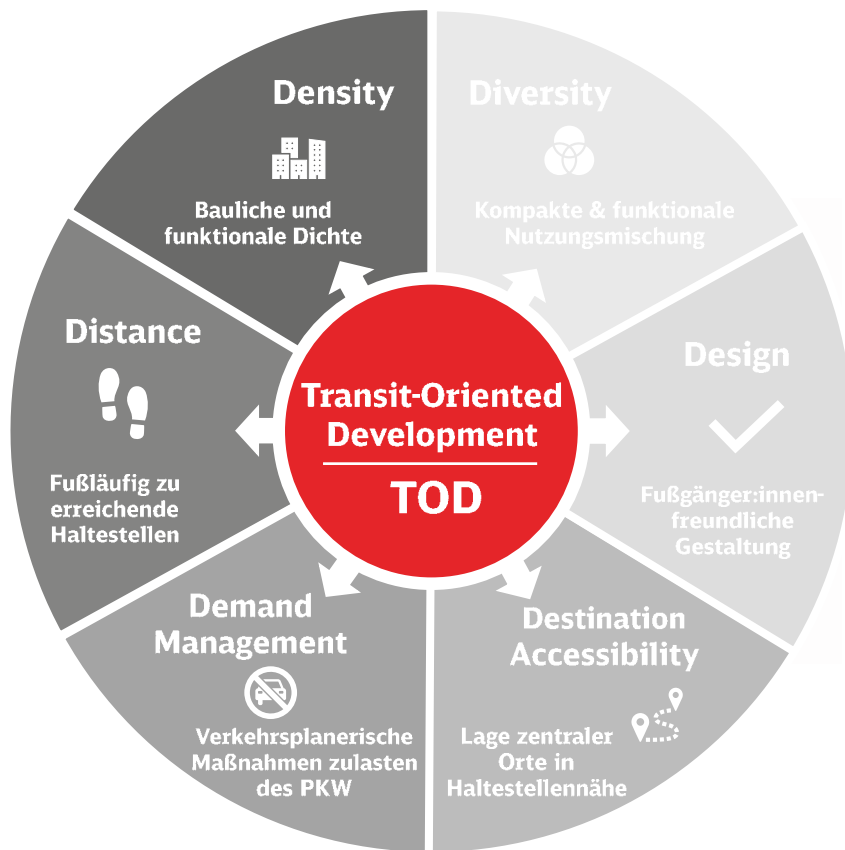 Density
Bauliche und
funktionale Dichte
Diversity
Kompakte & funktionale
Nutzungsmischung
Distance
Fußläufig zu
erreichende
Haltestellen
Transit-Oriented
Development
TOD
Design
Fußgänger:innen-
freundliche
Gestaltung
Demand
Management
Verkehrsplanerische
Maßnahmen zulasten
des PKW
Destination
Accessibility
Lage zentraler
Orte in
Haltestellennähe